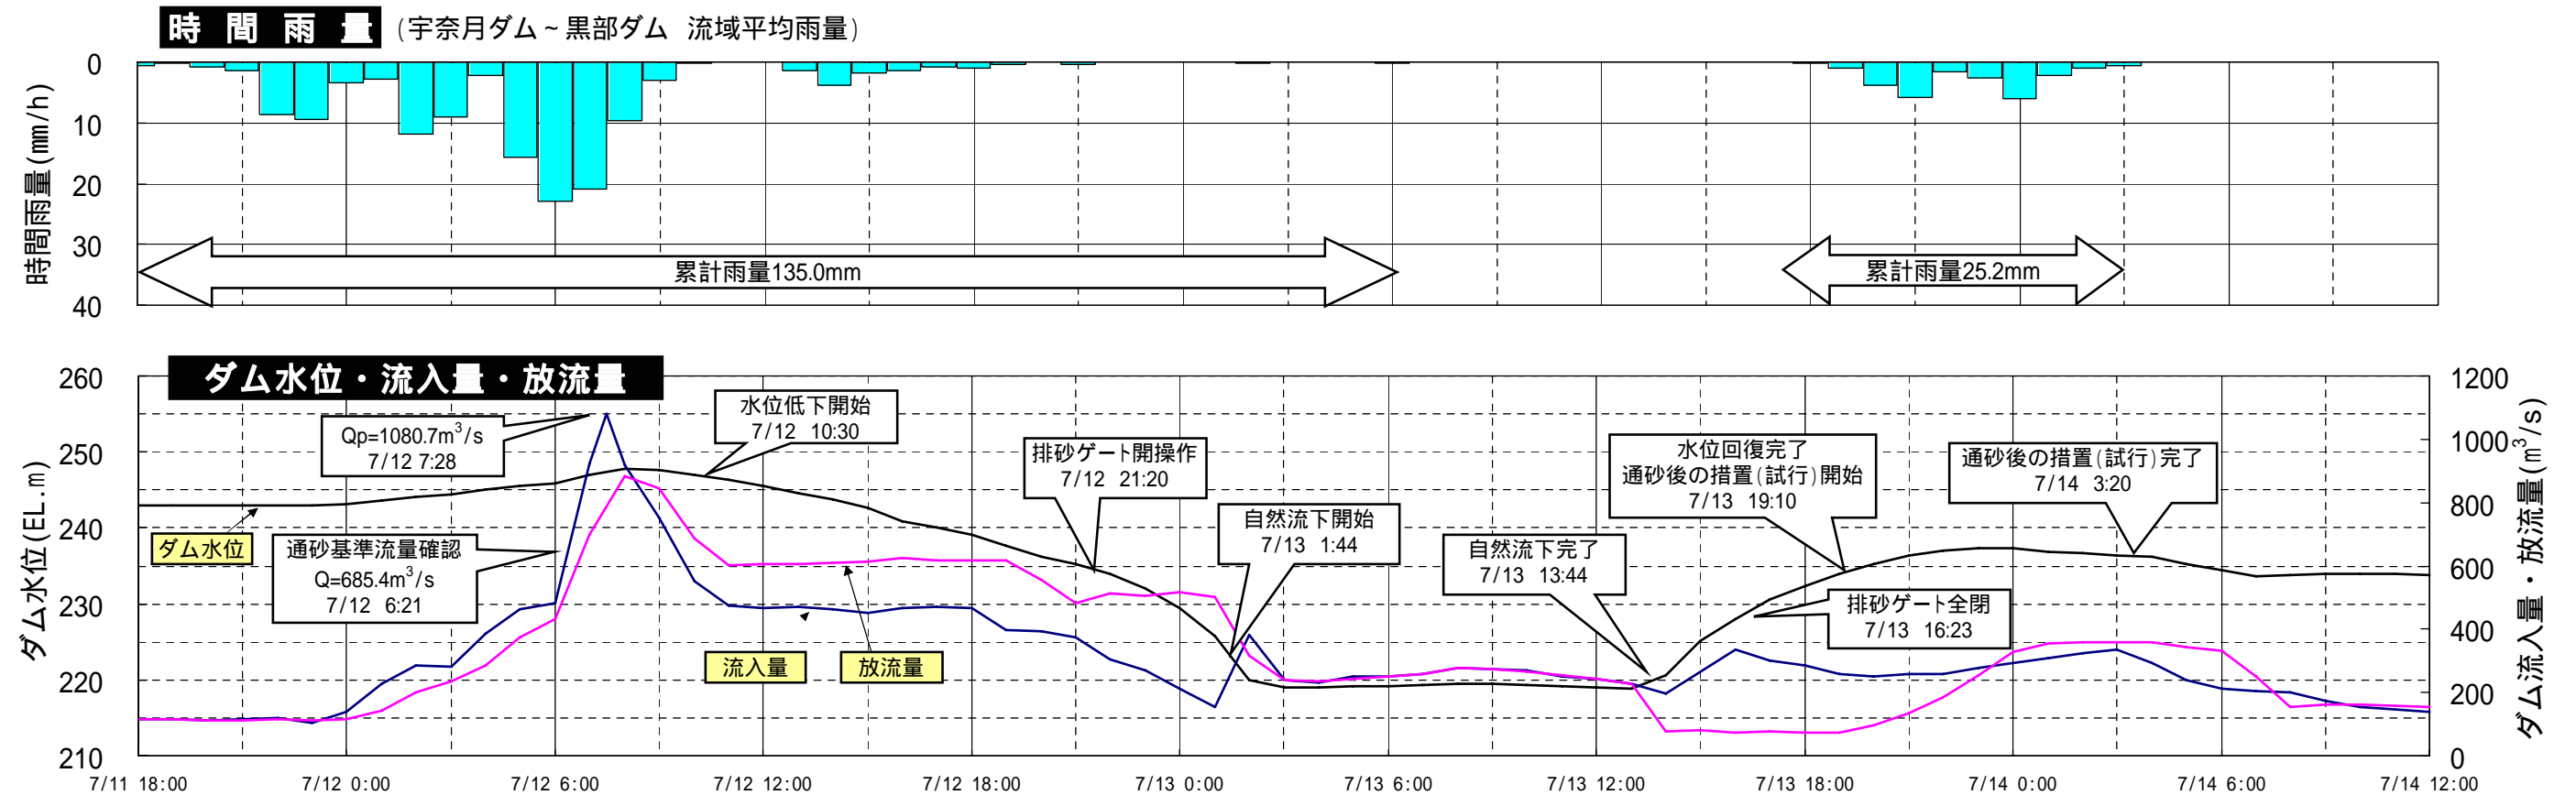 時間雨量 (宇奈月ダム～黒部ダム 流域平均雨量)
時間雨量(mm/h)
0
10
20
30
40
累計雨量135.0mm
累計雨量25.2mm
ダム水位・流入量・放流量
ダム水位(EL.m)
260
250
240
230
220
210
1200
1000
800
600
400
200
0
ダム流入量・放流量(m³/s)
Qp=1080.7m³/s
7/12 7:28
水位低下開始
7/12 10:30
排砂ゲート開操作
7/12 21:20
水位回復完了
通砂後の措置(試行)開始
7/13 19:10
通砂後の措置(試行)完了
7/14 3:20
自然流下開始
7/13 1:44
自然流下完了
7/13 13:44
ダム水位
通砂基準流量確認
Q=685.4m³/s
7/12 6:21
排砂ゲート全閉
7/13 16:23
流入量
放流量
7/11 18:00
7/12 0:00
7/12 6:00
7/12 12:00
7/12 18:00
7/13 0:00
7/13 6:00
7/13 12:00
7/13 18:00
7/14 0:00
7/14 6:00
7/14 12:00